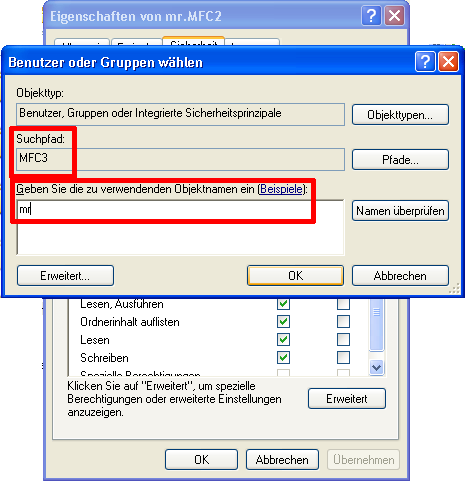 Eigenschaften von mr.MFC2
Sicherheit
Benutzer oder Gruppen wählen
Objekttyp:
Benutzer, Gruppen oder Integrierte Sicherheitsprinzipale
Objekttypen...
Suchpfad:
MFC3
Pfade...
Geben Sie die zu verwendenden Objektnamen ein (Beispiele):
mr
Namen überprüfen
Erweitert...
OK
Abbrechen
Lesen, Ausführen
Ordnerinhalt auflisten
Lesen
Schreiben
Spezielle Berechtigungen
Klicken Sie auf "Erweitert", um spezielle
Berechtigungen oder erweiterte Einstellungen
anzuzeigen.
Erweitert
OK
Abbrechen
Übernehmen